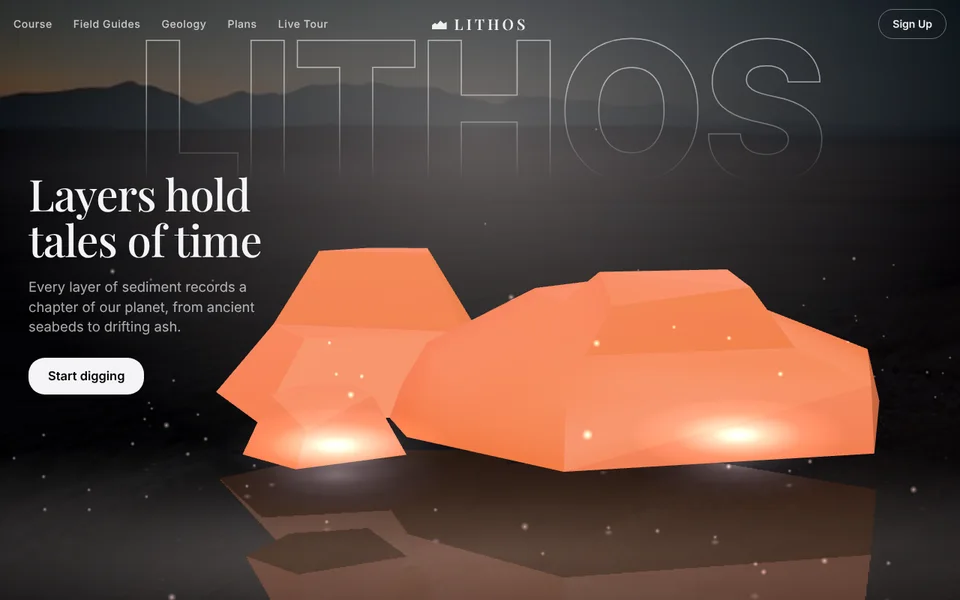 Course
Field Guides
Geology
Plans
Live Tour
LITHOS
Sign Up
LITHOS
Layers hold
tales of time
Every layer of sediment records a
chapter of our planet, from ancient
seabeds to drifting ash.
Start digging